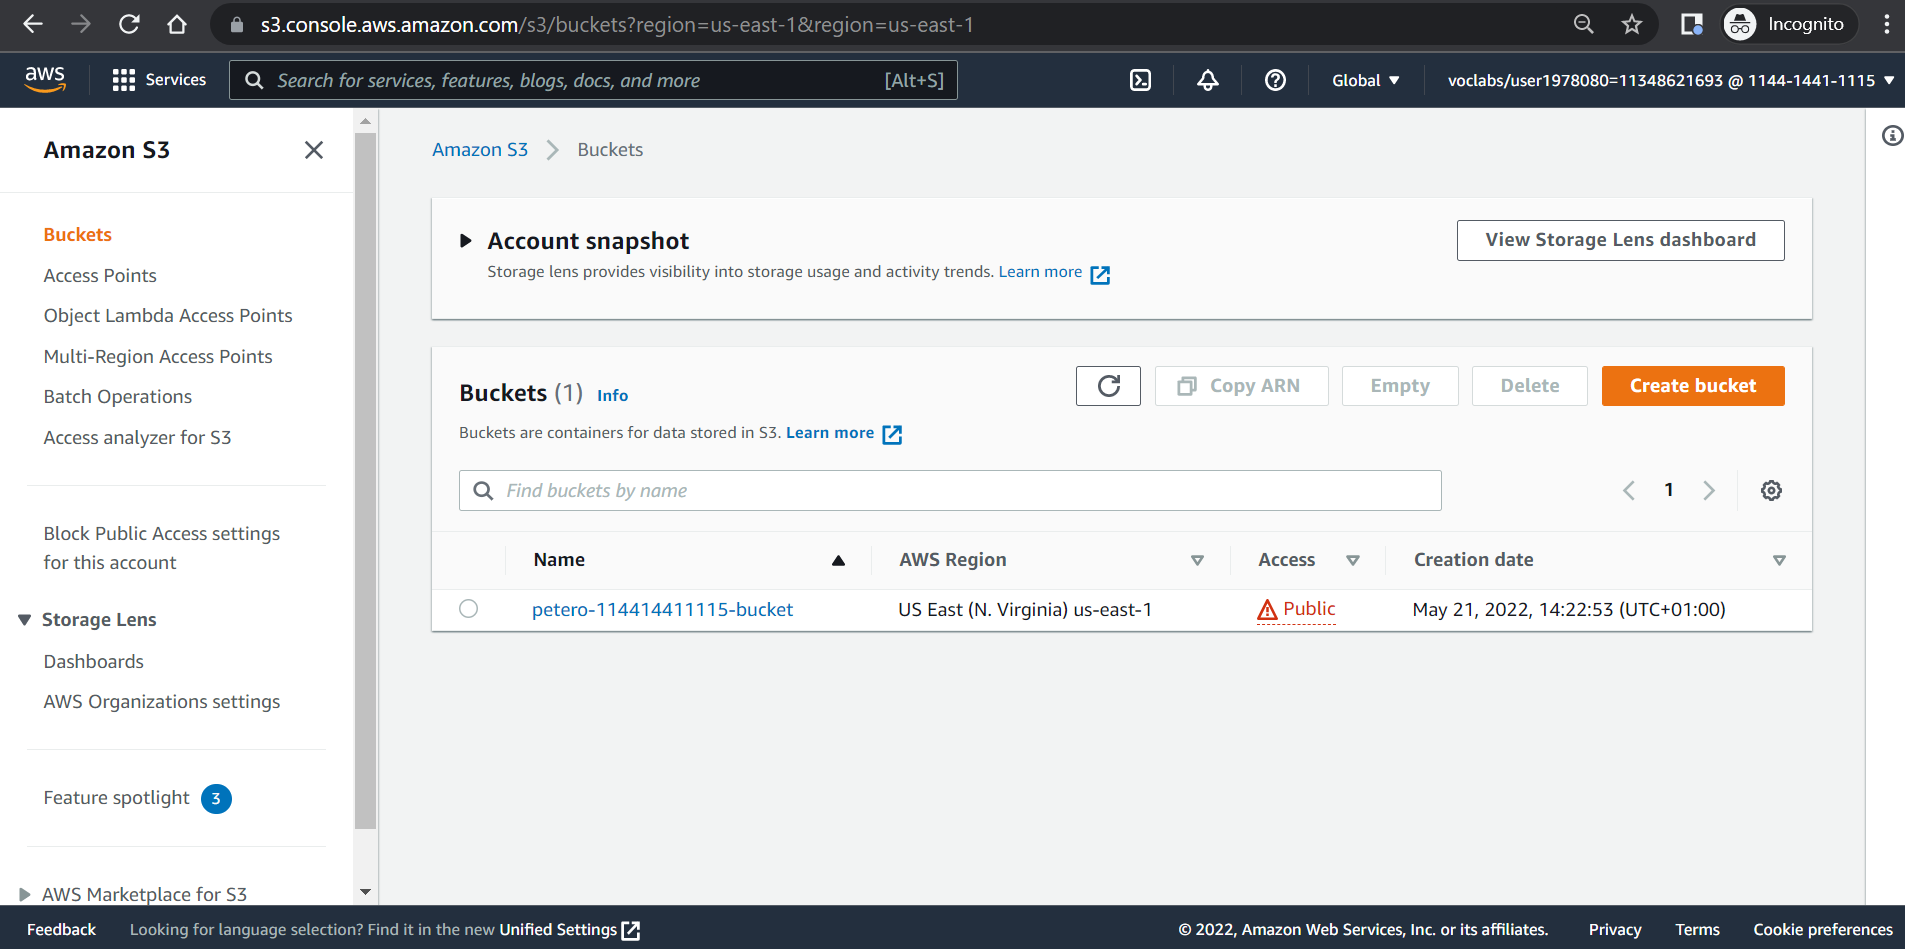 s3.console.aws.amazon.com/s3/buckets?region=us-east-1&region=us-east-1
Incognito
aws
Services
Search for services, features, blogs, docs, and more
[Alt+S]
Global
voclabs/user1978080=11348621693 @ 1144-1441-1115
Amazon S3
Buckets
Access Points
Object Lambda Access Points
Multi-Region Access Points
Batch Operations
Access analyzer for S3
Block Public Access settings
for this account
Storage Lens
Dashboards
AWS Organizations settings
Feature spotlight 3
AWS Marketplace for S3
Amazon S3 Buckets
Account snapshot
Storage lens provides visibility into storage usage and activity trends. Learn more
View Storage Lens dashboard
Buckets (1) Info
Copy ARN
Empty
Delete
Create bucket
Buckets are containers for data stored in S3. Learn more
Find buckets by name
1
Name AWS Region Access Creation date
petero-114414411115-bucket US East (N. Virginia) us-east-1 Public May 21, 2022, 14:22:53 (UTC+01:00)
Feedback
Looking for language selection? Find it in the new Unified Settings
© 2022, Amazon Web Services, Inc. or its affiliates.
Privacy
Terms
Cookie preferences